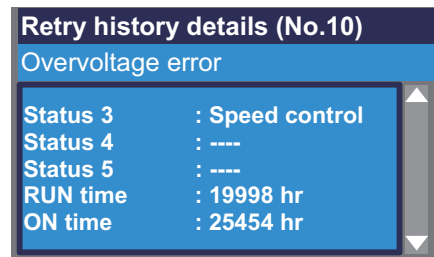 Retry history details (No.10)
Overvoltage error
Status 3 : Speed control
Status 4 : ----
Status 5 : ----
RUN time : 19998 hr
ON time : 25454 hr